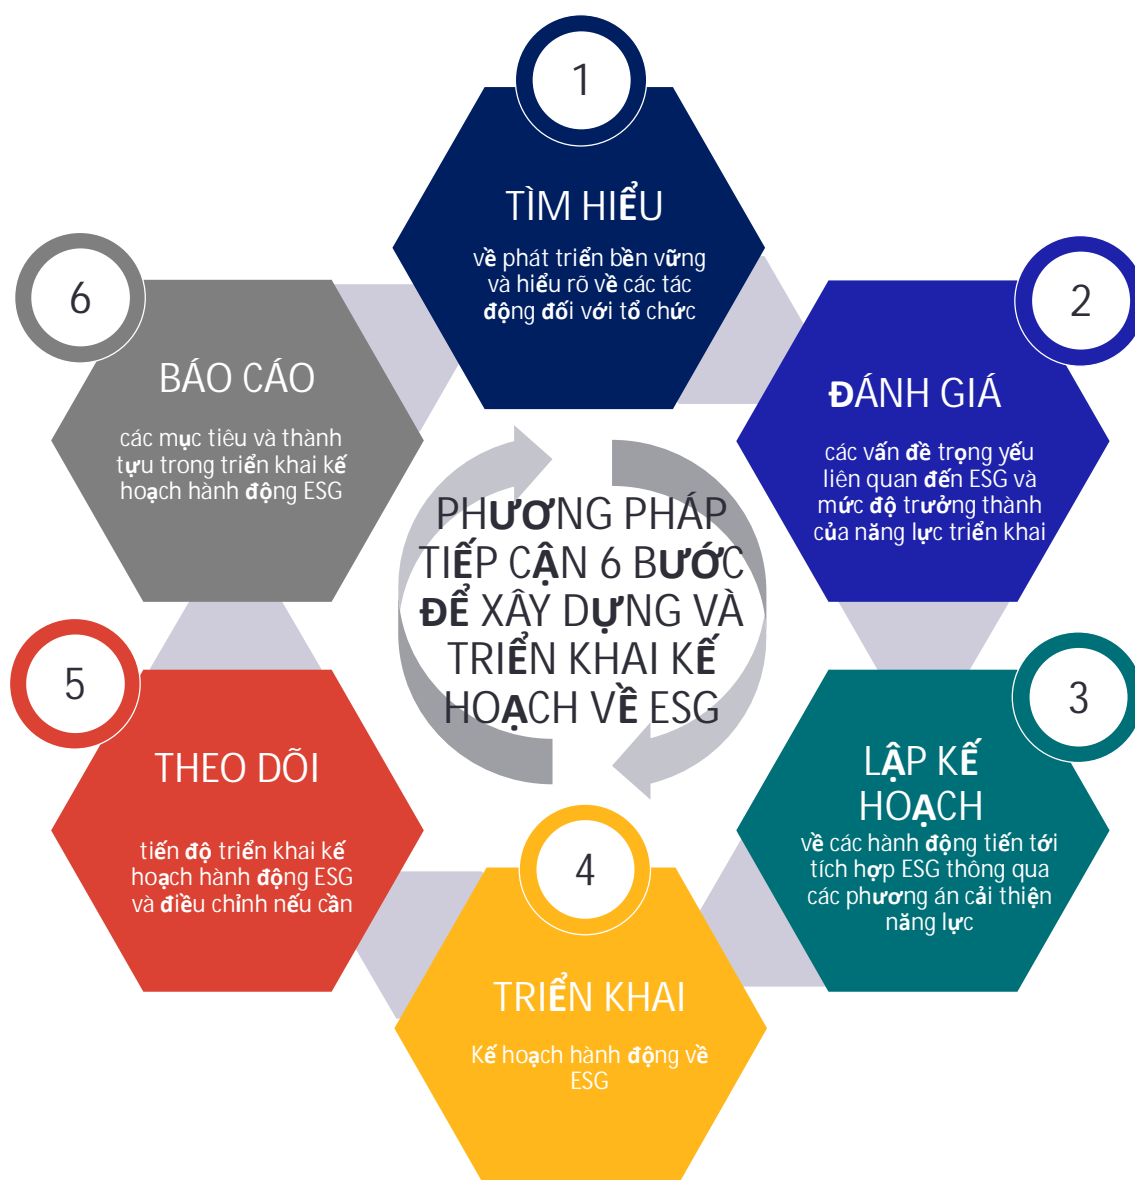 1
TÌM HIỂU
về phát triển bền vững
và hiểu rõ về các tác
động đối với tổ chức
2
ĐÁNH GIÁ
các vấn đề trọng yếu
liên quan đến ESG và
mức độ trưởng thành
của năng lực triển khai
3
LẬP KẾ
HOẠCH
về các hành động tiến tới
tích hợp ESG thông qua
các phương án cải thiện
năng lực
4
TRIỂN KHAI
Kế hoạch hành động về
ESG
5
THEO DÕI
tiến độ triển khai kế
hoạch hành động ESG
và điều chỉnh nếu cần
6
BÁO CÁO
các mục tiêu và thành
tựu trong triển khai kế
hoạch hành động ESG
PHƯƠNG PHÁP
TIẾP CẬN 6 BƯỚC
ĐỂ XÂY DỰNG VÀ
TRIỂN KHAI KẾ
HOẠCH VỀ ESG